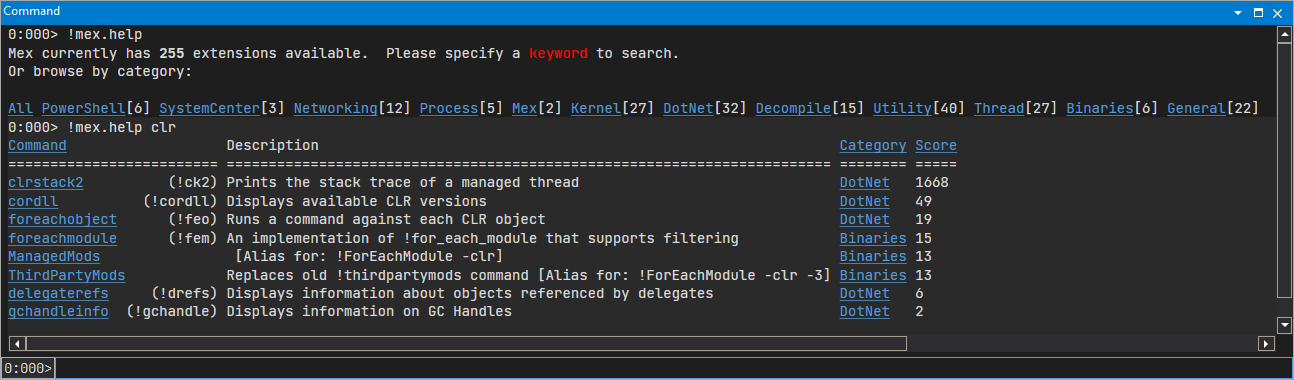 Command
0:000> !mex.help
Mex currently has 255 extensions available.  Please specify a keyword to search.
Or browse by category:
All PowerShell[6] SystemCenter[3] Networking[12] Process[5] Mex[2] Kernel[27] DotNet[32] Decompile[15] Utility[40] Thread[27] Binaries[6] General[22]
0:000> !mex.help clr
Command                   Description                                                              Category Score
========================= ======================================================================== ======== =====
clrstack2          (!ck2) Prints the stack trace of a managed thread                               DotNet   1668
cordll          (!cordll) Displays available CLR versions                                          DotNet   49
foreachobject      (!feo) Runs a command against each CLR object                                   DotNet   19
foreachmodule      (!fem) An implementation of !for_each_module that supports filtering            Binaries 15
ManagedMods                [Alias for: !ForEachModule -clr]                                        Binaries 13
ThirdPartyMods            Replaces old !thirdpartymods command [Alias for: !ForEachModule -clr -3] Binaries 13
delegaterefs     (!drefs) Displays information about objects referenced by delegates               DotNet   6
gchandleinfo  (!gchandle) Displays information on GC Handles                                       DotNet   2
0:000>